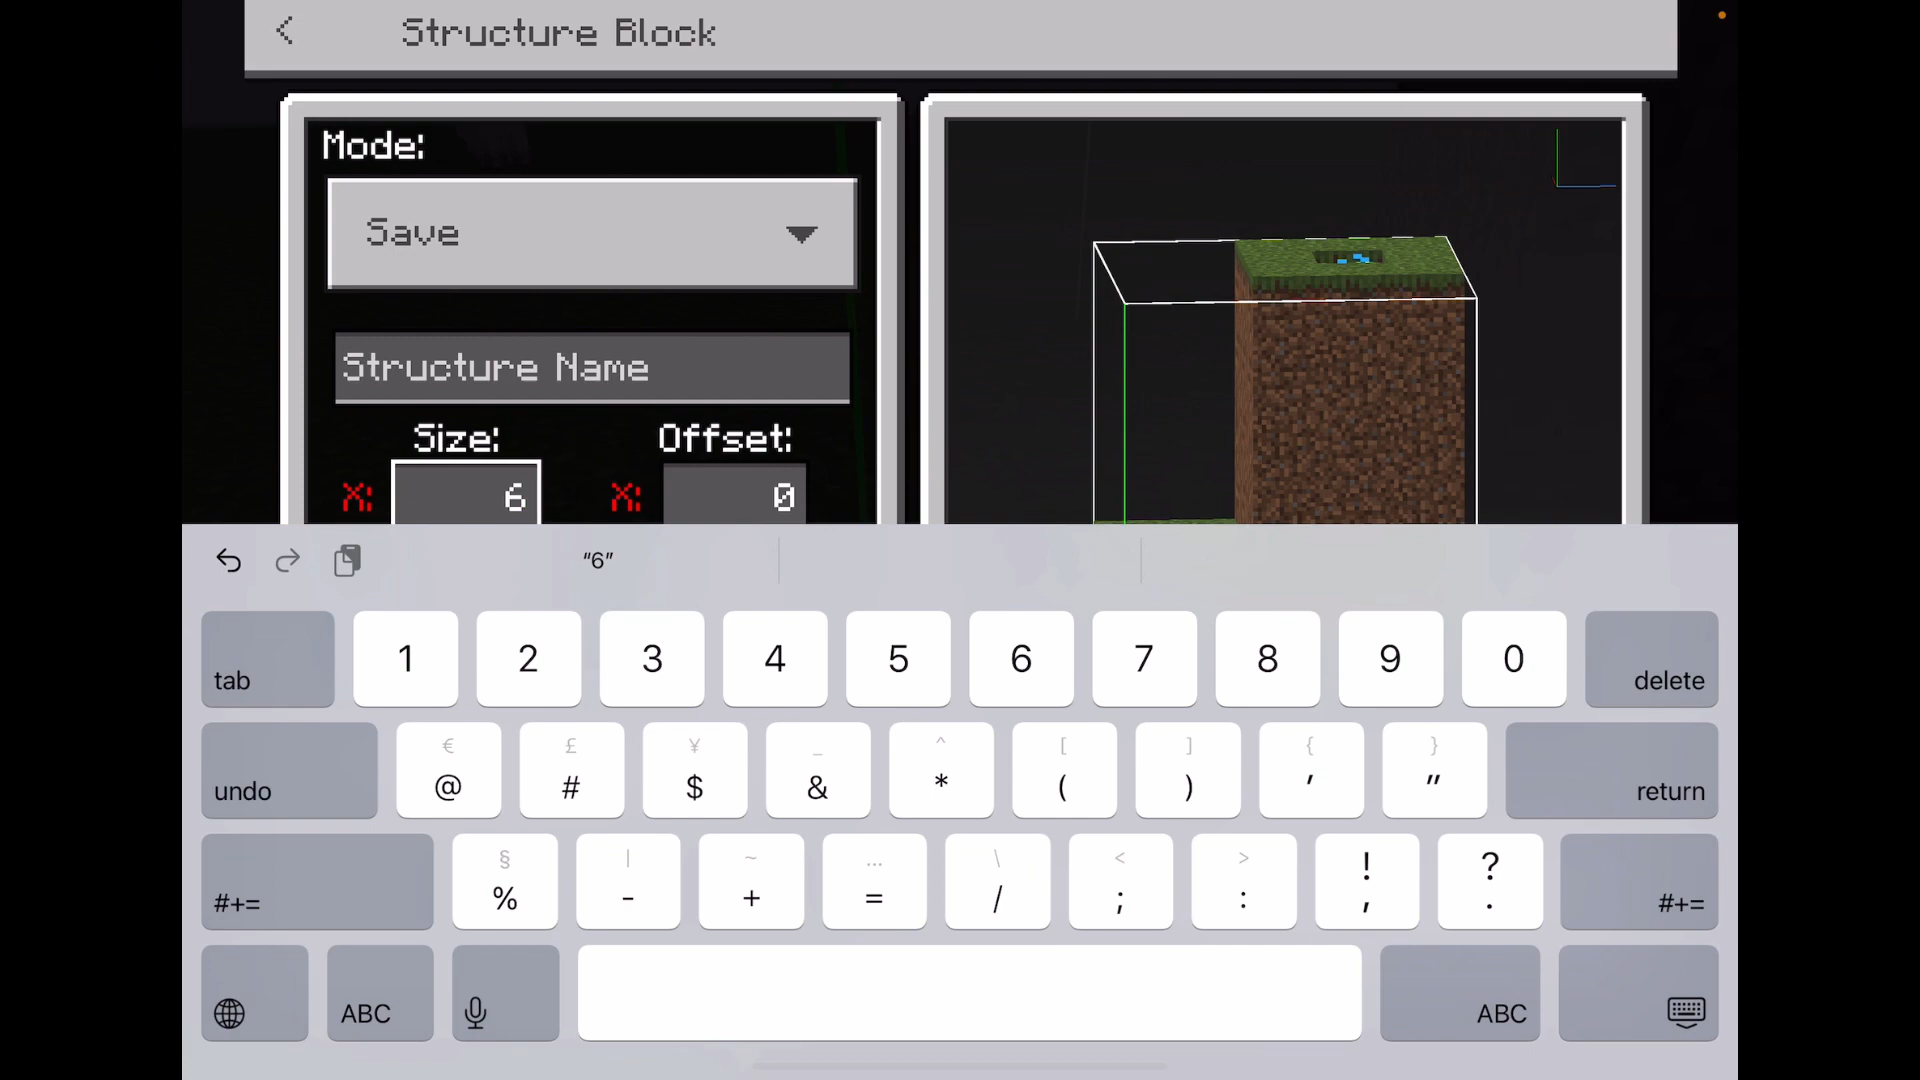 Structure Block
Mode:
Save
Structure Name
Size: Offset:
X: 6 X: 0
"6"
tab 1 2 3 4 5 6 7 8 9 0 delete
€ £ ¥ _ ^ [ ] { }
undo @ # $ & * ( ) ' " return
§ | ~ … \ < > ! ?
#+= % - + = / ; : , . #+=
ABC ABC